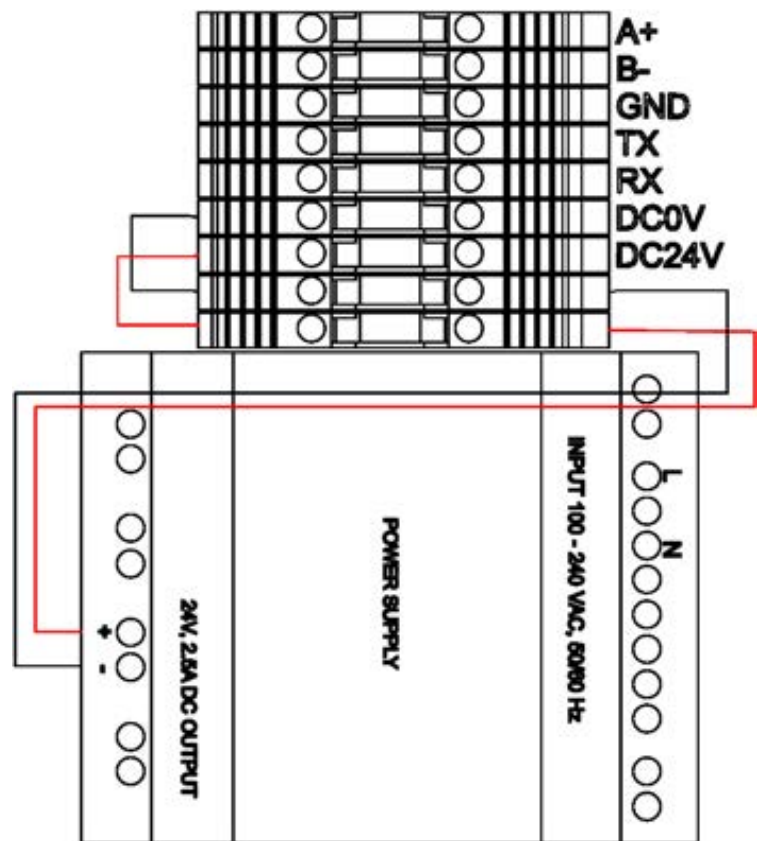 A+
B-
GND
TX
RX
DC0V
DC24V
L
N
INPUT 100 - 240 VAC, 50/60 Hz
POWER SUPPLY
24V, 2.5A DC OUTPUT
+
-